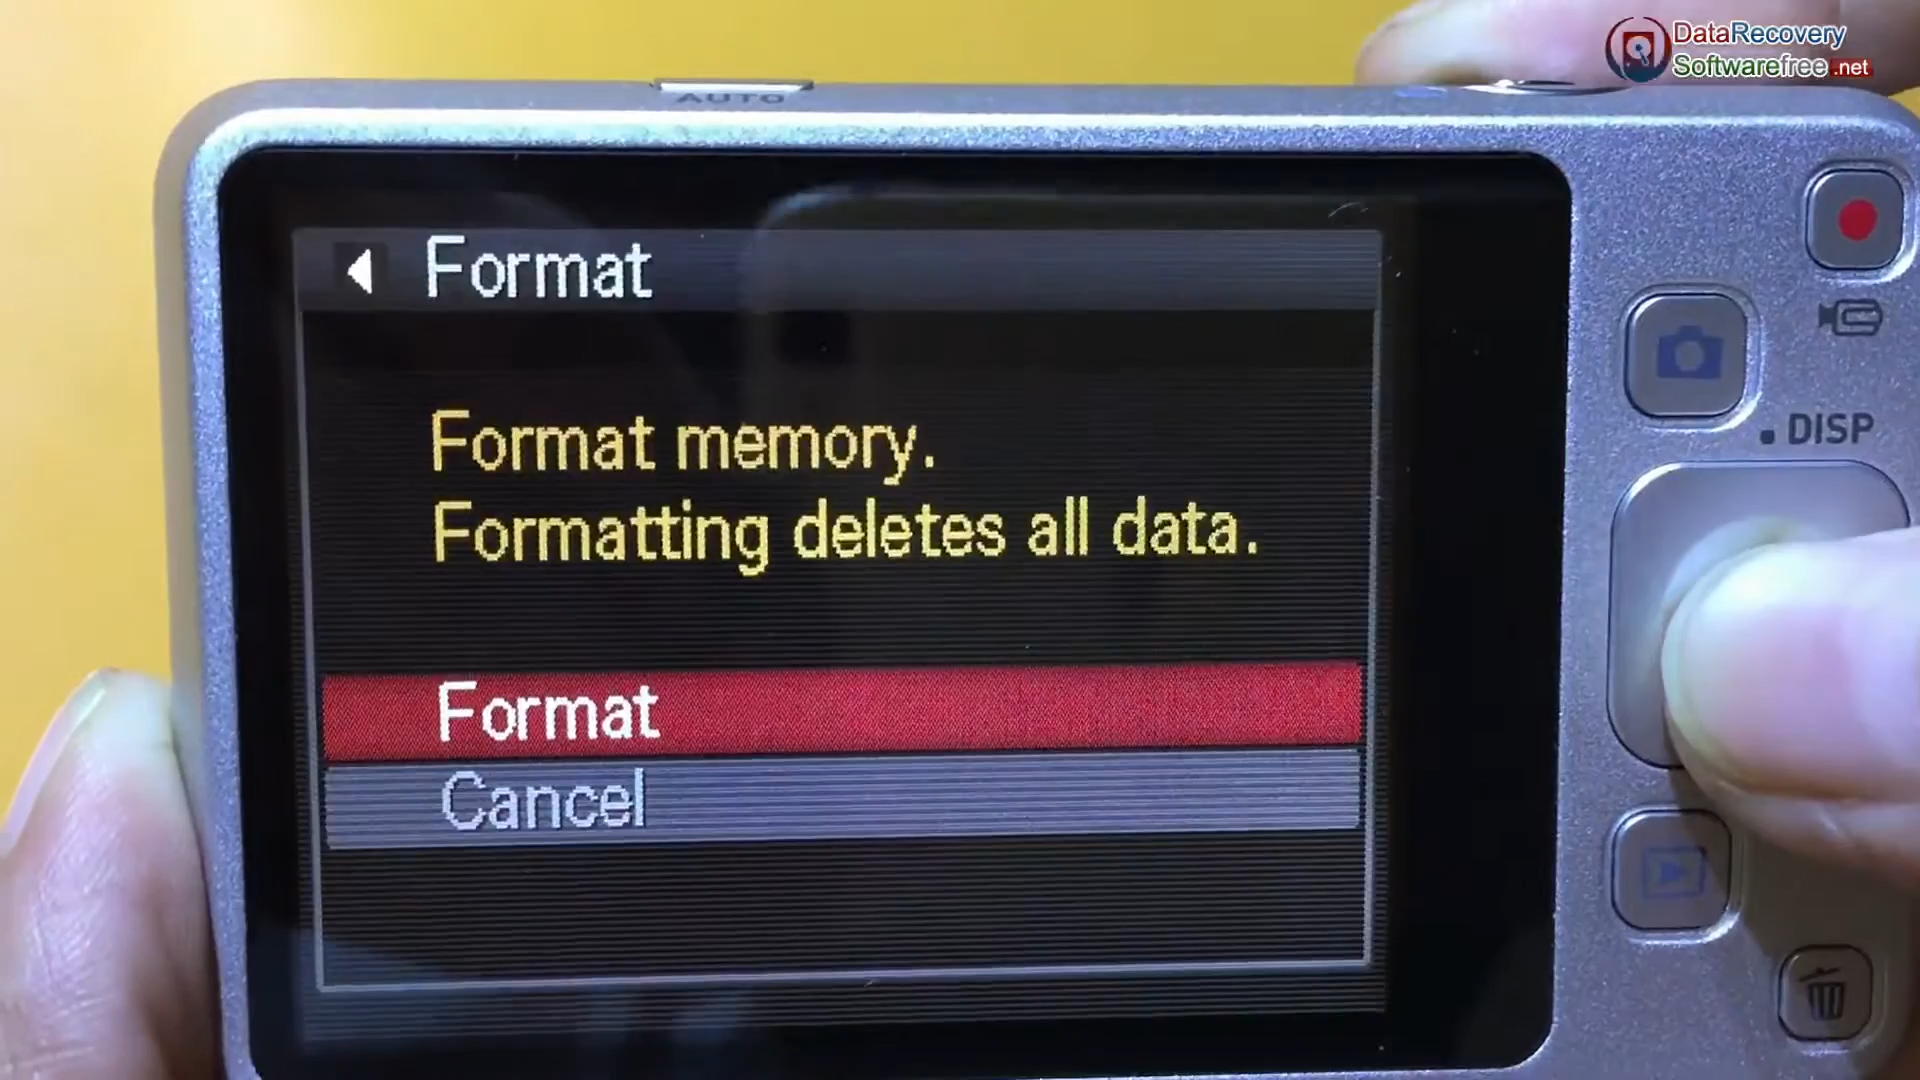 DataRecovery
Softwarefree.net
AUTO
Format
Format memory.
Formatting deletes all data.
Format
Cancel
DISP